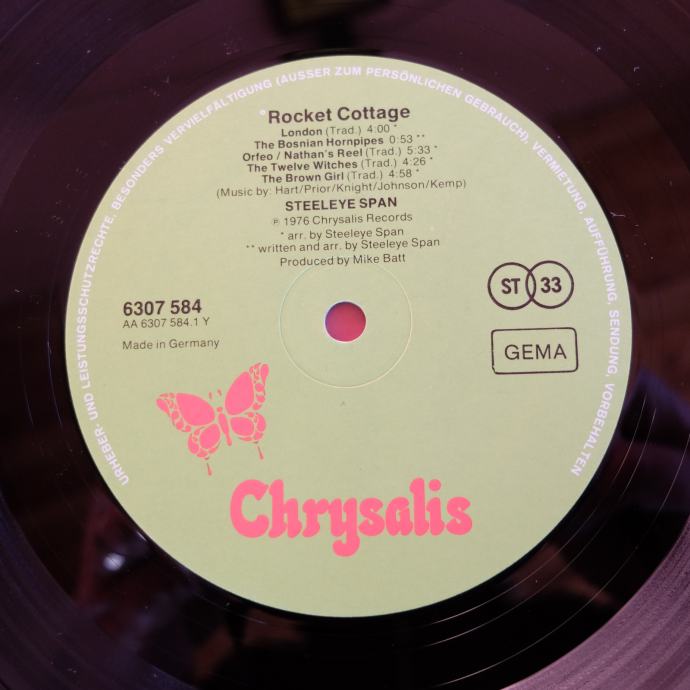 URHEBER- UND LEISTUNGSSCHUTZRECHTE, BESONDERS VERVIELFÄLTIGUNG (AUSSER ZUM PERSÖNLICHEN GEBRAUCH), VERMIETUNG, AUFFÜHRUNG, SENDUNG, VORBEHALTEN
Rocket Cottage
London (Trad.) 4:00 *
The Bosnian Hornpipes 0:53 **
Orfeo / Nathan's Reel (Trad.) 5:33 *
The Twelve Witches (Trad.) 4:26 *
The Brown Girl (Trad.) 4:58 *
(Music by: Hart/Prior/Knight/Johnson/Kemp)
STEELEYE SPAN
℗ 1976 Chrysalis Records
* arr. by Steeleye Span
** written and arr. by Steeleye Span
Produced by Mike Batt
6307 584
AA 6307 584.1 Y
Made in Germany
ST 33
GEMA
Chrysalis